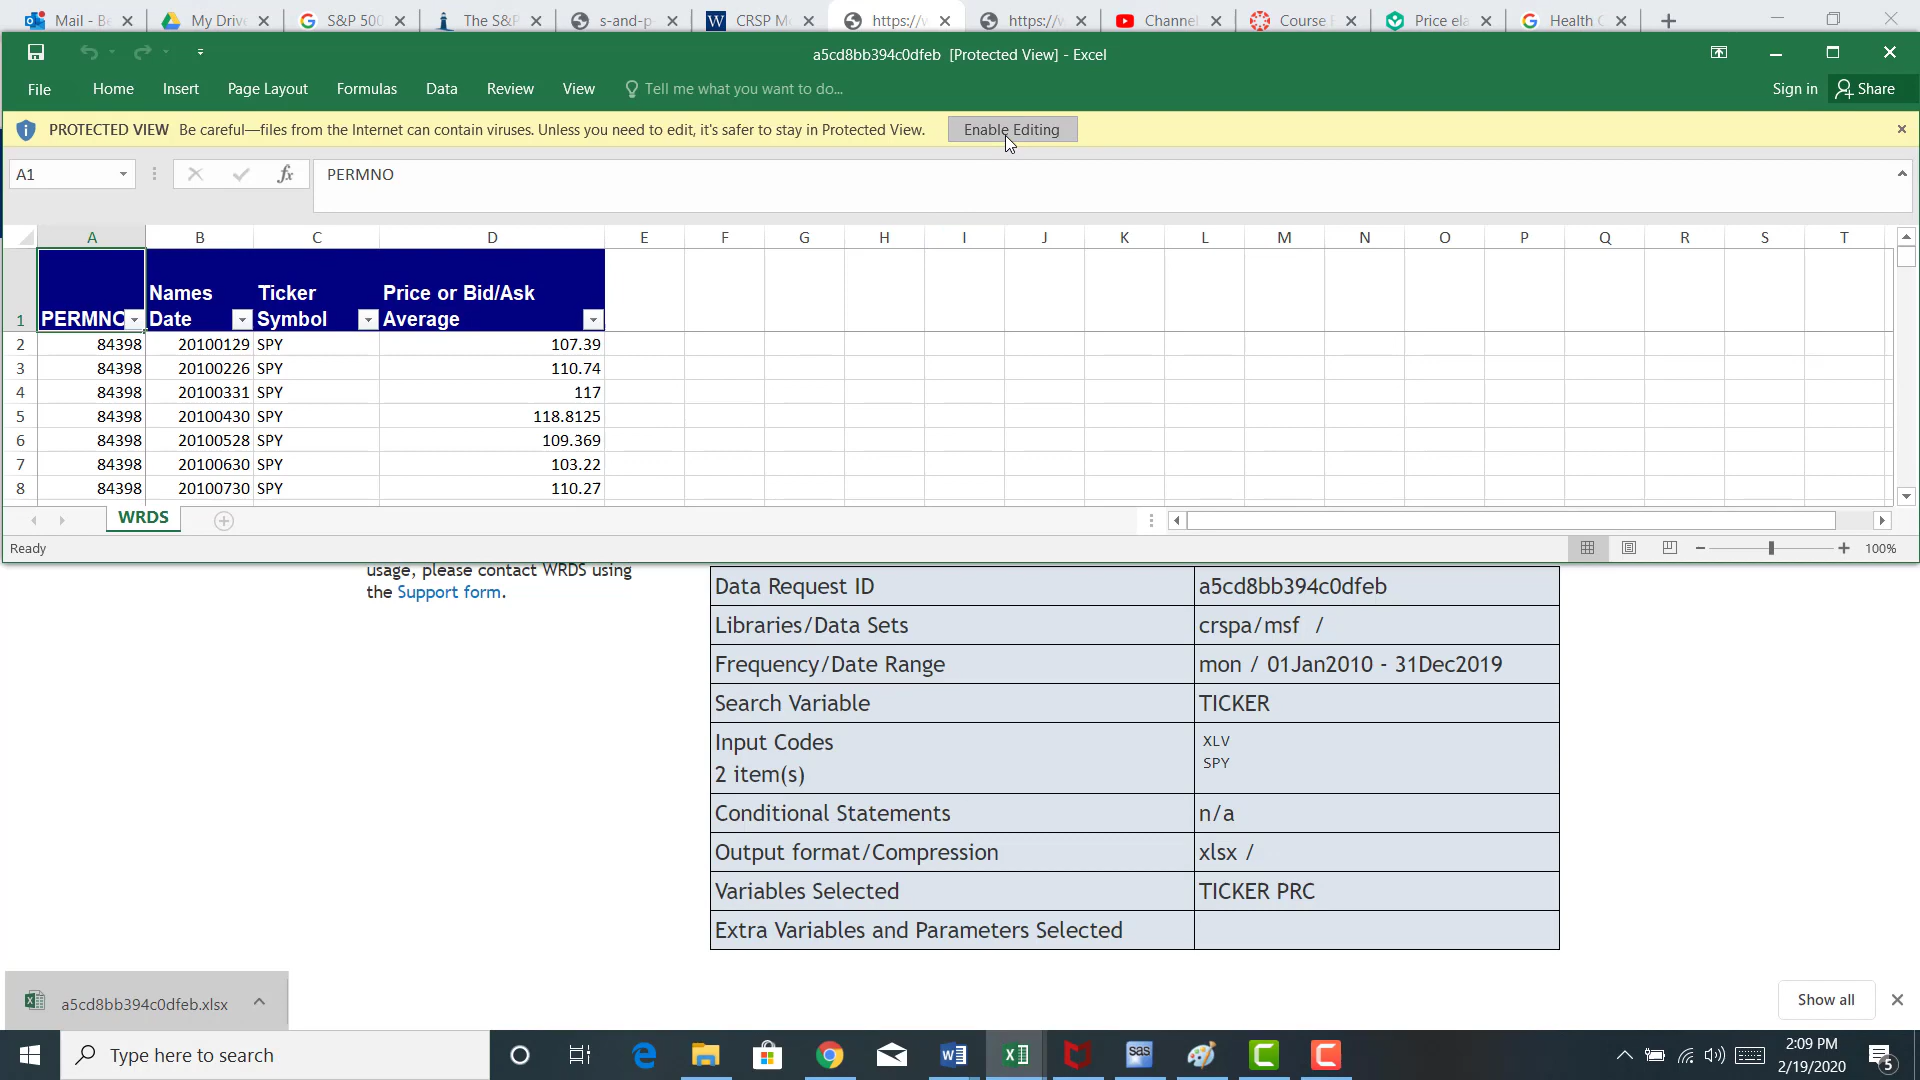 Mail - Be
My Drive
S&P 500
The S&P
s-and-p
CRSP Mo
https://w
https://w
Channel
Course
Price ela
Health C
a5cd8bb394c0dfeb [Protected View] - Excel
File Home Insert Page Layout Formulas Data Review View Tell me what you want to do... Sign in Share
PROTECTED VIEW Be careful—files from the Internet can contain viruses. Unless you need to edit, it's safer to stay in Protected View. Enable Editing
A1 fx PERMNO
A B C D E F G H I J K L M N O P Q R S T
1 PERMNO Names Date Ticker Symbol Price or Bid/Ask Average
2 84398 20100129 SPY 107.39
3 84398 20100226 SPY 110.74
4 84398 20100331 SPY 117
5 84398 20100430 SPY 118.8125
6 84398 20100528 SPY 109.369
7 84398 20100630 SPY 103.22
8 84398 20100730 SPY 110.27
WRDS
Ready 100%
usage, please contact WRDS using
the Support form.
Data Request ID a5cd8bb394c0dfeb
Libraries/Data Sets crspa/msf /
Frequency/Date Range mon / 01Jan2010 - 31Dec2019
Search Variable TICKER
Input Codes XLV
2 item(s) SPY
Conditional Statements n/a
Output format/Compression xlsx /
Variables Selected TICKER PRC
Extra Variables and Parameters Selected
a5cd8bb394c0dfeb.xlsx
Show all
Type here to search
sas
2:09 PM
2/19/2020
5